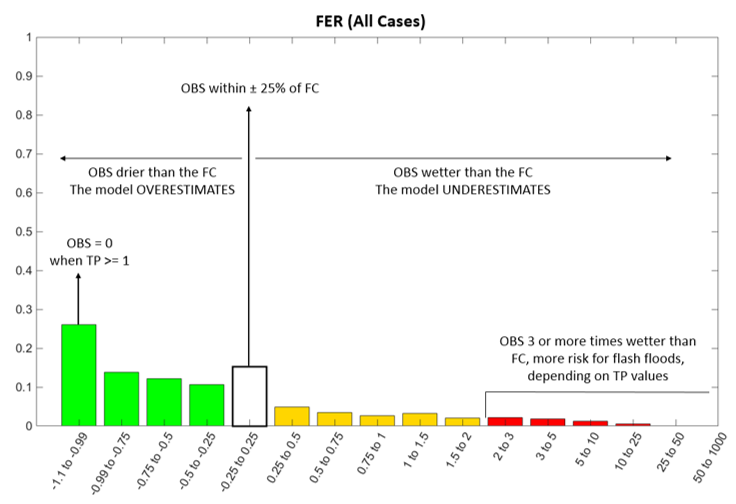 FER (All Cases)
1
0.9
0.8
0.7
0.6
0.5
0.4
0.3
0.2
0.1
0
OBS within ± 25% of FC
OBS drier than the FC
The model OVERESTIMATES
OBS wetter than the FC
The model UNDERESTIMATES
OBS = 0
when TP >= 1
OBS 3 or more times wetter than
FC, more risk for flash floods,
depending on TP values
-1.1 to -0.99
-0.99 to -0.75
-0.75 to -0.5
-0.5 to -0.25
-0.25 to 0.25
0.25 to 0.5
0.5 to 0.75
0.75 to 1
1 to 1.5
1.5 to 2
2 to 3
3 to 5
5 to 10
10 to 25
25 to 50
50 to 1000